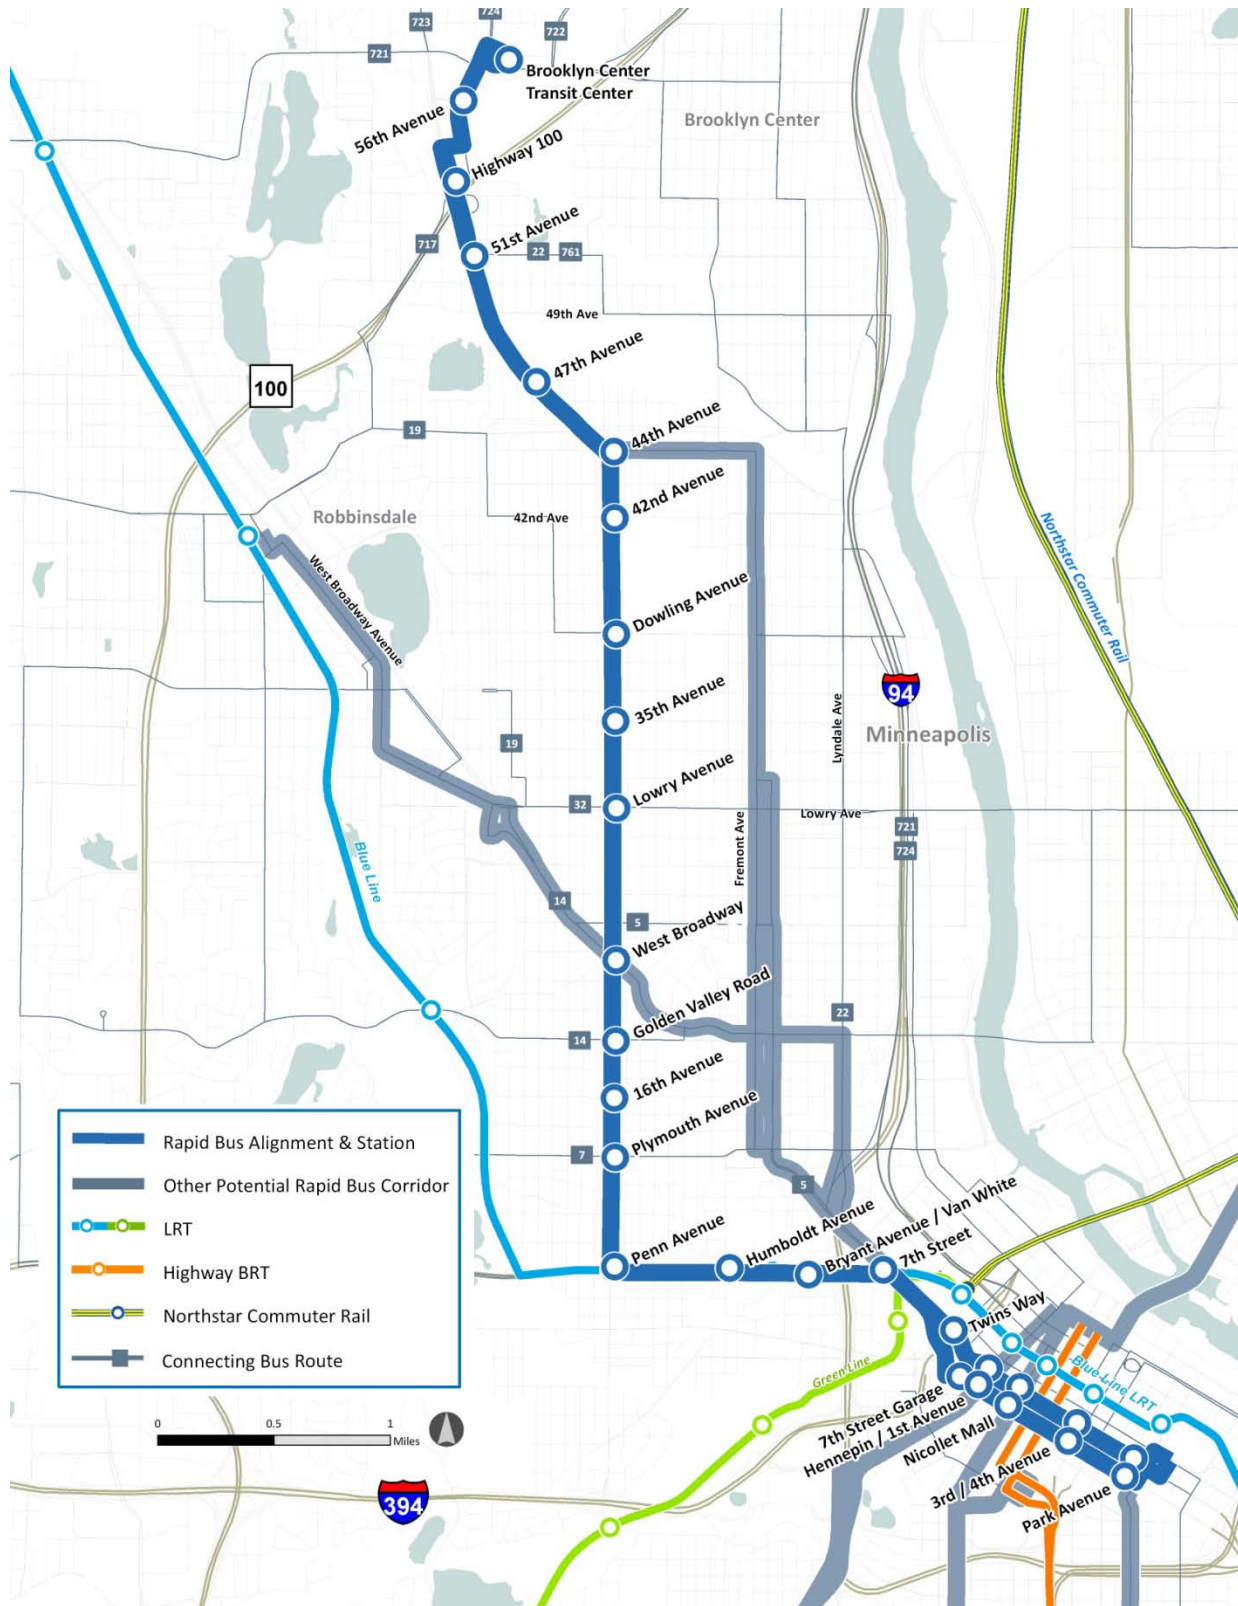 724
723
722
721
Brooklyn Center
Transit Center
56th Avenue
Brooklyn Center
Highway 100
51st Avenue
717
22
761
49th Ave
47th Avenue
100
19
44th Avenue
42nd Avenue
Robbinsdale
42nd Ave
Northstar Commuter Rail
West Broadway Avenue
Dowling Avenue
35th Avenue
94
Lyndale Ave
Minneapolis
19
Lowry Avenue
32
Lowry Ave
721
724
Fremont Ave
Blue Line
14
5
West Broadway
Golden Valley Road
22
14
16th Avenue
Plymouth Avenue
7
5
Penn Avenue
Humboldt Avenue
Bryant Avenue / Van White
7th Street
Twins Way
Rapid Bus Alignment & Station
Other Potential Rapid Bus Corridor
LRT
Highway BRT
Northstar Commuter Rail
Connecting Bus Route
Green Line
Blue Line LRT
7th Street Garage
Hennepin / 1st Avenue
Nicollet Mall
3rd / 4th Avenue
Park Avenue
0 0.5 1
Miles
394